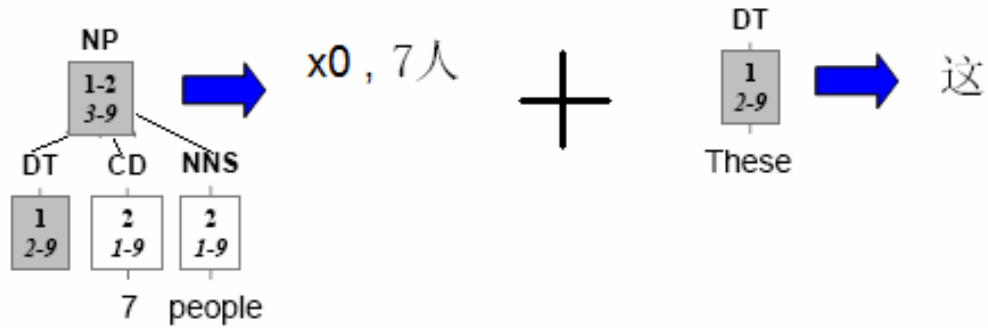 NP
1-2
3-9
x0 , 7人
DT CD NNS
1 2 2
2-9 1-9 1-9
7 people
DT
1
2-9
这
These